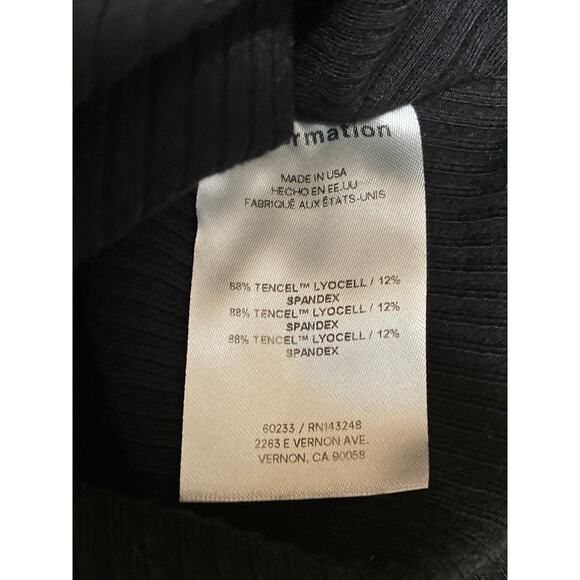 rmation
MADE IN USA
HECHO EN EE.UU
FABRIQUÉ AUX ÉTATS-UNIS
88% TENCEL™ LYOCELL / 12%
SPANDEX
88% TENCEL™ LYOCELL / 12%
SPANDEX
88% TENCEL™ LYOCELL / 12%
SPANDEX
60233 / RN143248
2263 E VERNON AVE.
VERNON, CA 90058